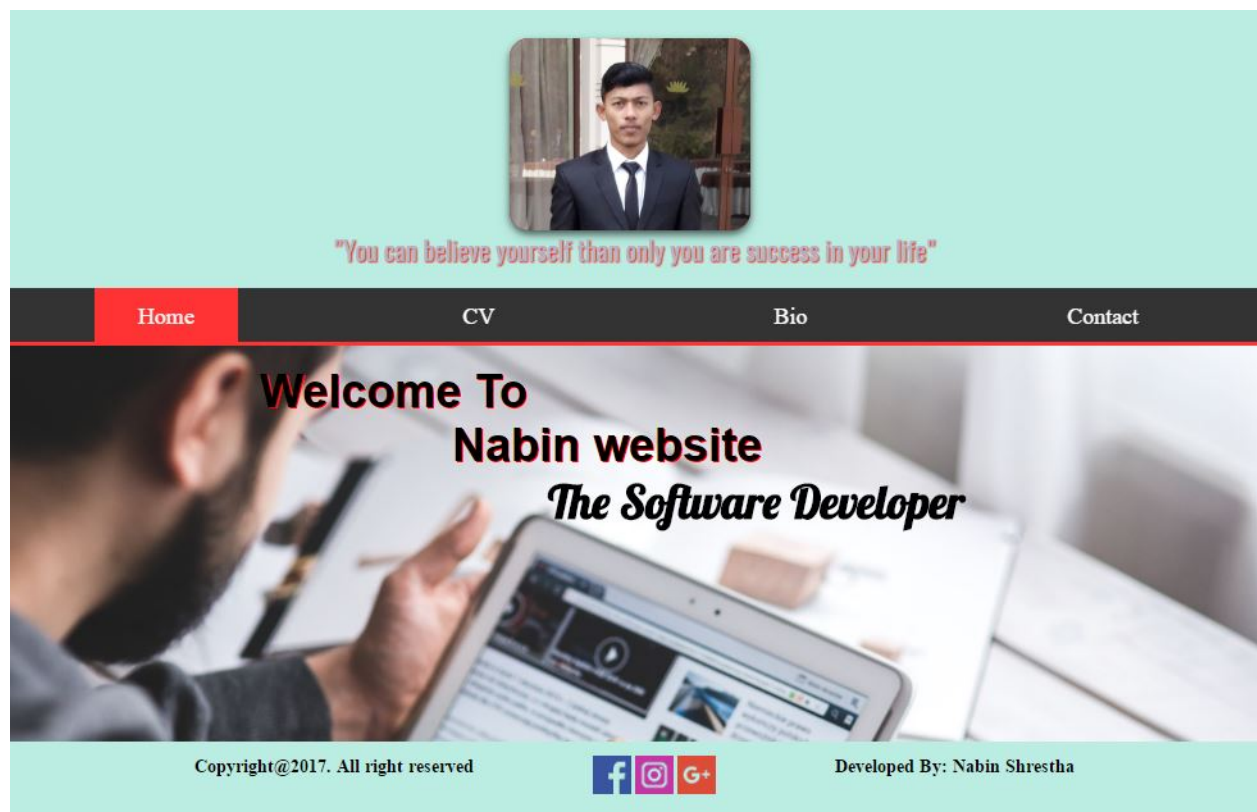 "You can believe yourself than only you are success in your life"
Home CV Bio Contact
Welcome To
Nabin website
The Software Developer
Copyright@2017. All right reserved
G+
Developed By: Nabin Shrestha